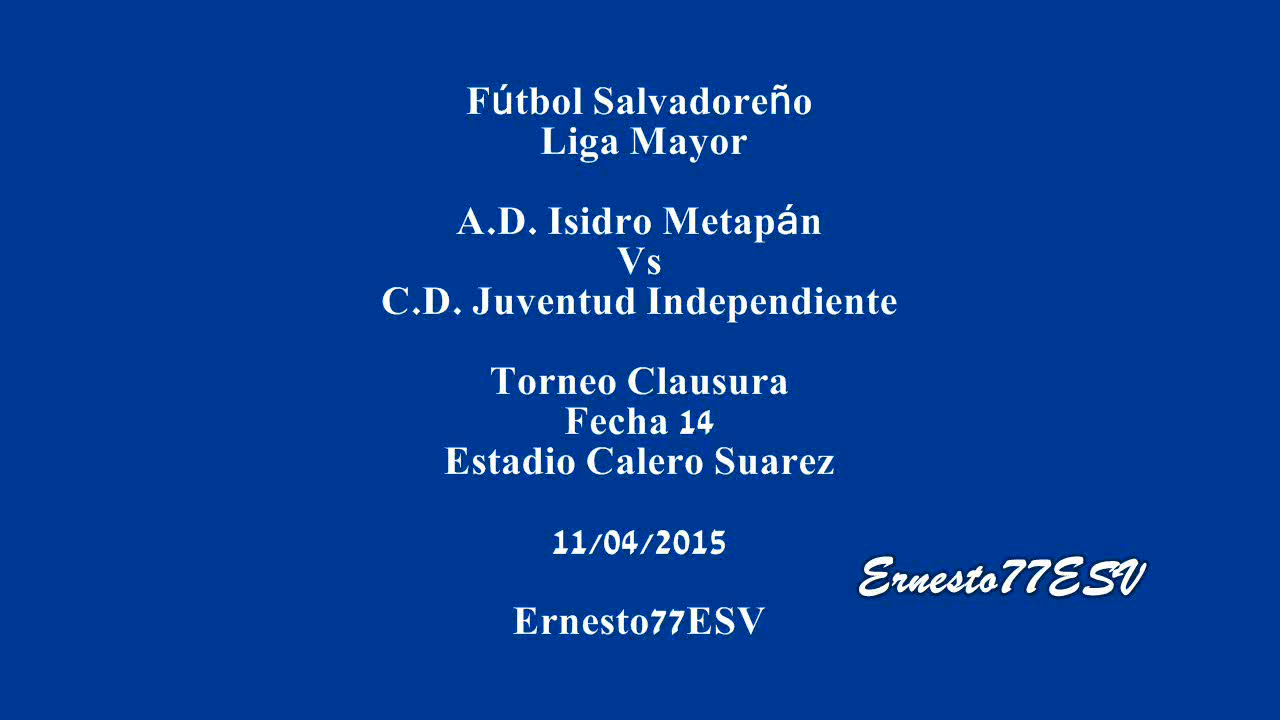 Fútbol Salvadoreño
Liga Mayor
A.D. Isidro Metapán
Vs
C.D. Juventud Independiente
Torneo Clausura
Fecha 14
Estadio Calero Suarez
11/04/2015
Ernesto77ESV
Ernesto77ESV